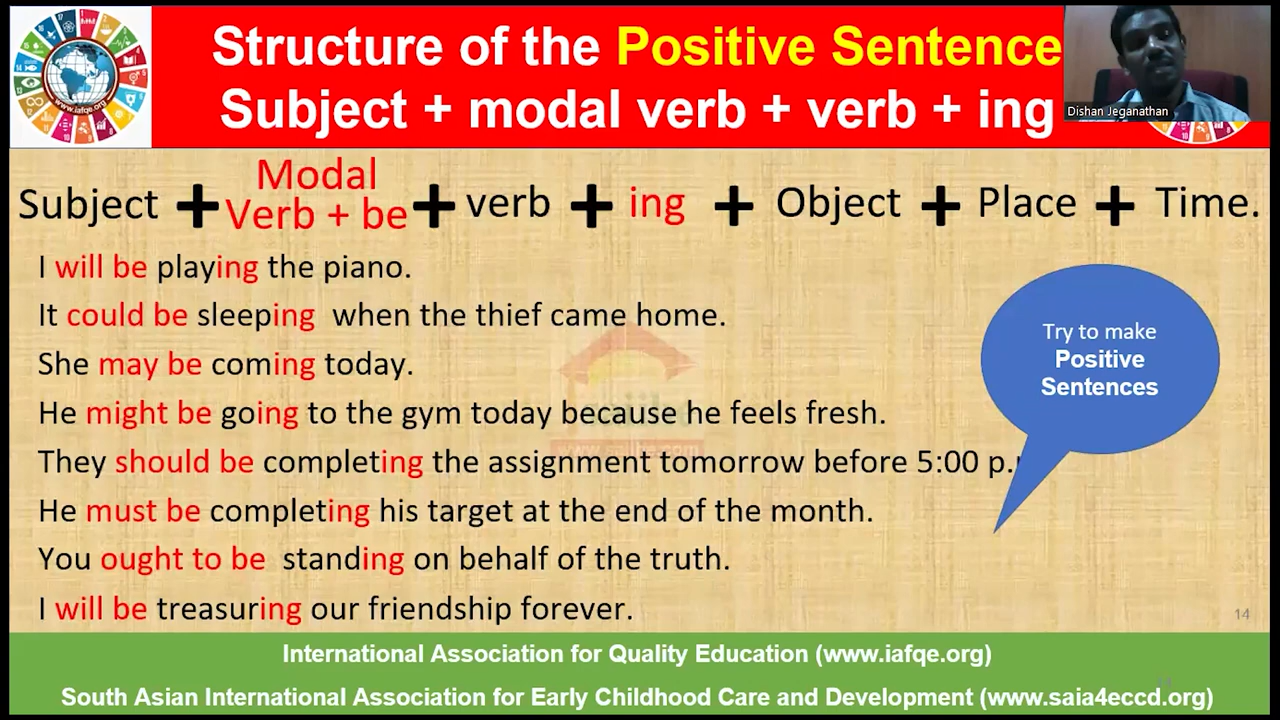 Structure of the Positive Sentence
Subject + modal verb + verb + ing
Dishan Jeganathan
www.iafqe.org
Modal
Subject + Verb + be + verb + ing + Object + Place + Time.
I will be playing the piano.
It could be sleeping when the thief came home.
She may be coming today.
He might be going to the gym today because he feels fresh.
They should be completing the assignment tomorrow before 5:00 p.
He must be completing his target at the end of the month.
You ought to be standing on behalf of the truth.
I will be treasuring our friendship forever.
Try to make
Positive
Sentences
14
International Association for Quality Education (www.iafqe.org)
South Asian International Association for Early Childhood Care and Development (www.saia4eccd.org)